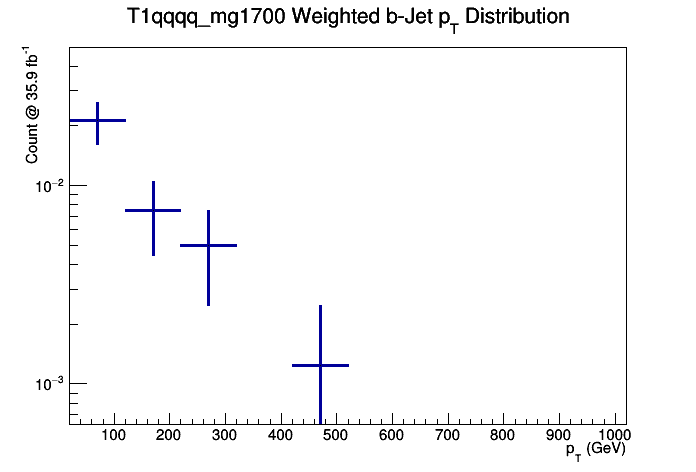 T1qqqq_mg1700 Weighted b-Jet p_T Distribution
Count @ 35.9 fb⁻¹
10⁻²
10⁻³
100 200 300 400 500 600 700 800 900 1000
p_T (GeV)